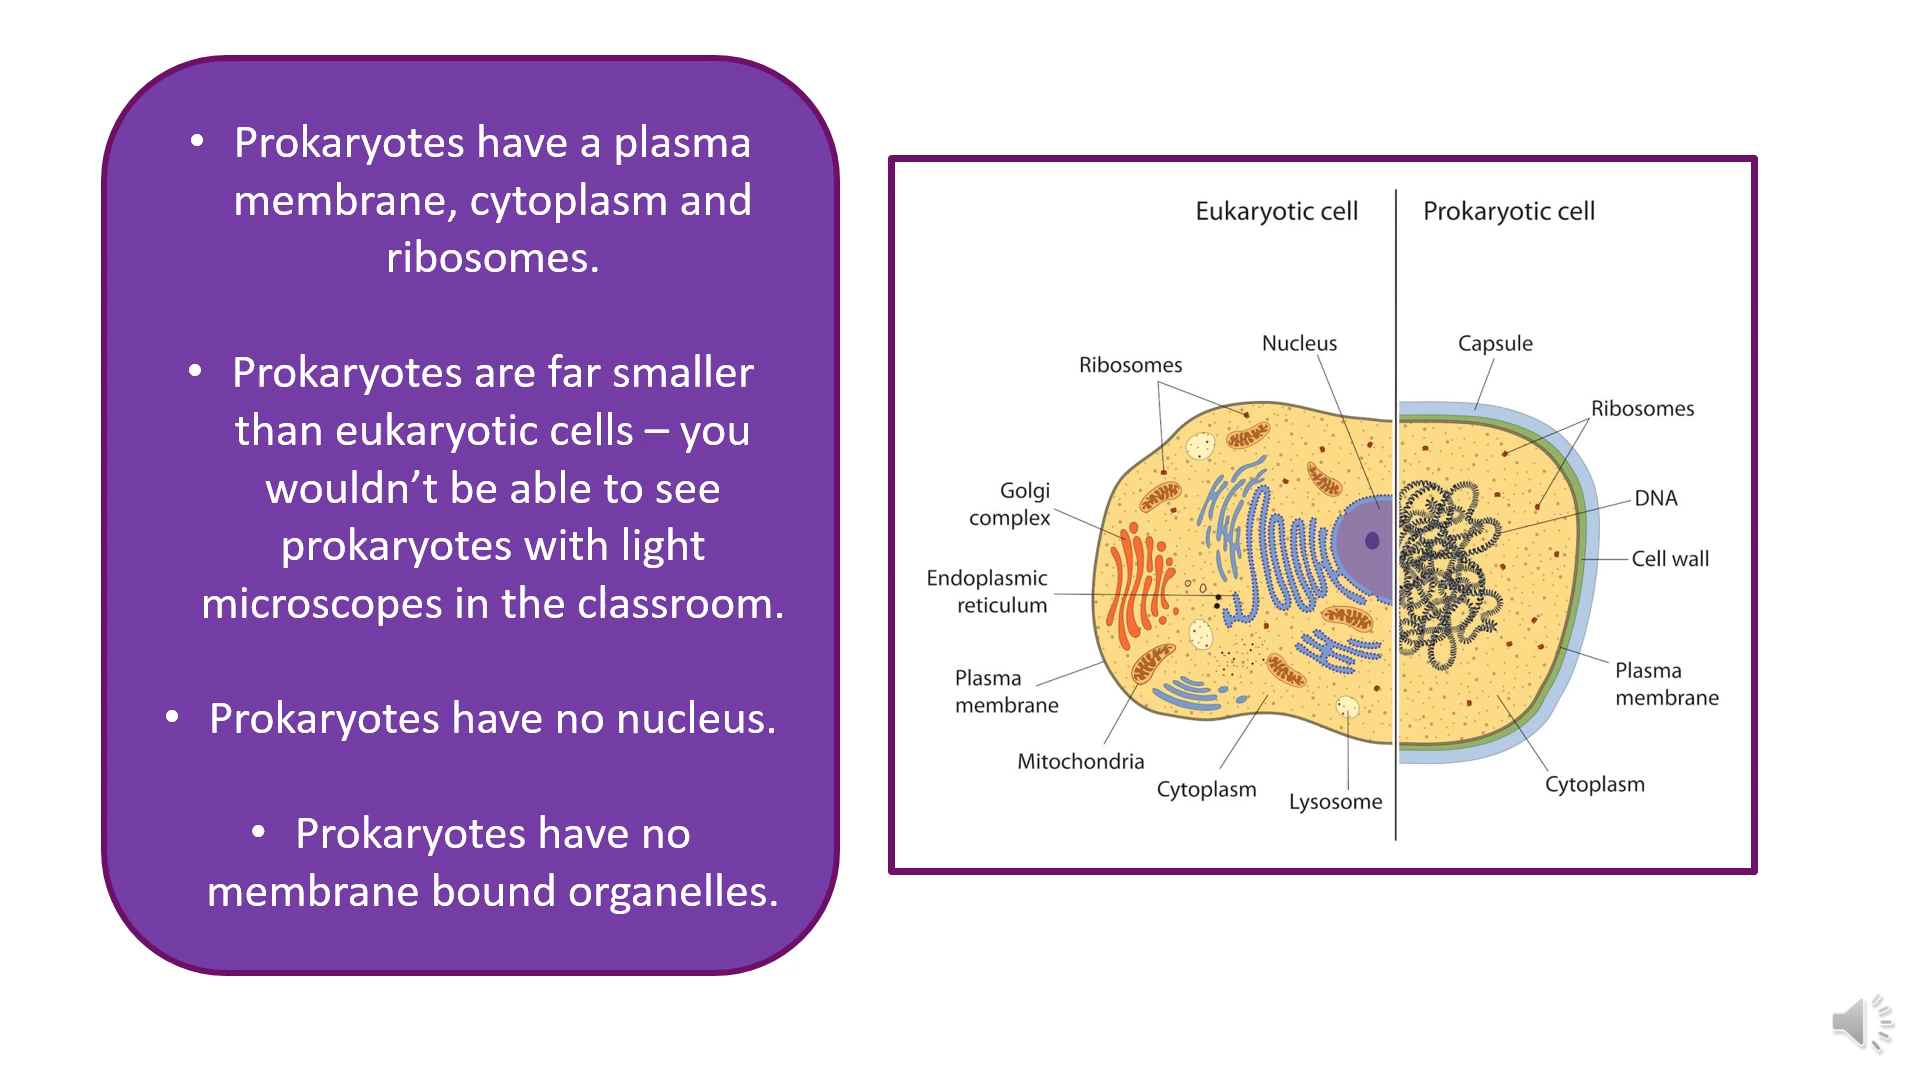 • Prokaryotes have a plasma
membrane, cytoplasm and
ribosomes.
• Prokaryotes are far smaller
than eukaryotic cells – you
wouldn’t be able to see
prokaryotes with light
microscopes in the classroom.
• Prokaryotes have no nucleus.
• Prokaryotes have no
membrane bound organelles.
Eukaryotic cell
Prokaryotic cell
Nucleus
Ribosomes
Golgi
complex
Endoplasmic
reticulum
Plasma
membrane
Mitochondria
Cytoplasm
Lysosome
Capsule
Ribosomes
DNA
Cell wall
Plasma
membrane
Cytoplasm